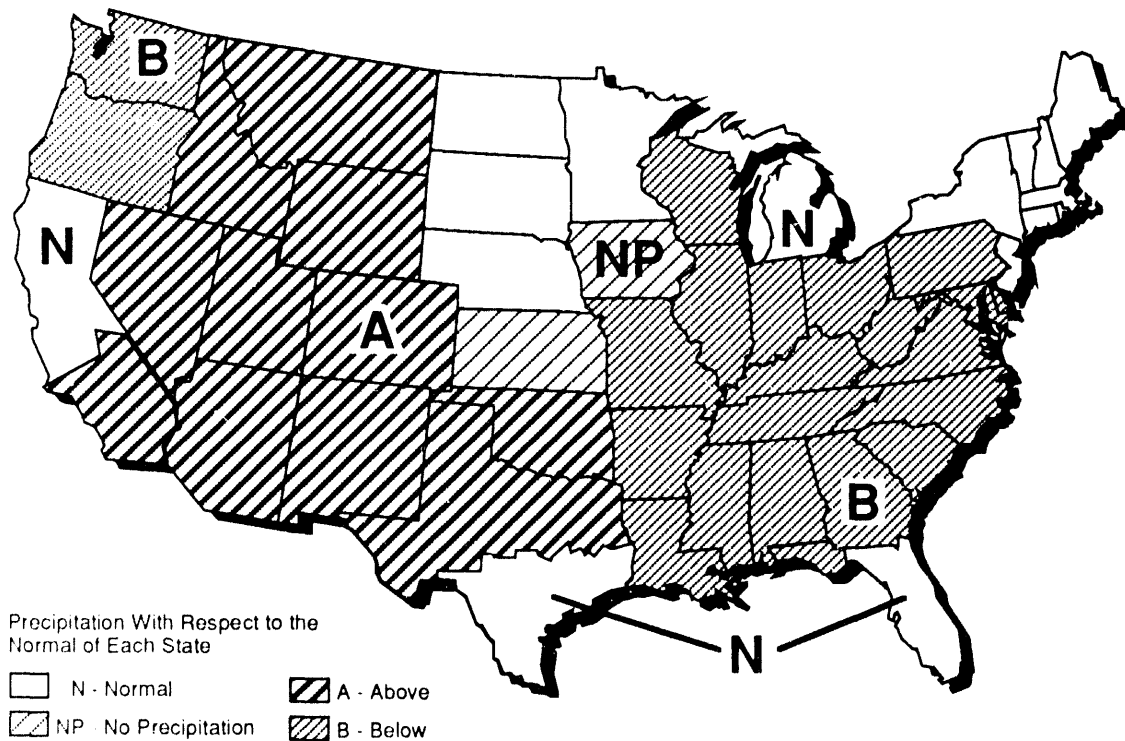 B
N
N
NP
A
B
N
Precipitation With Respect to the
Normal of Each State
N - Normal
A - Above
NP - No Precipitation
B - Below